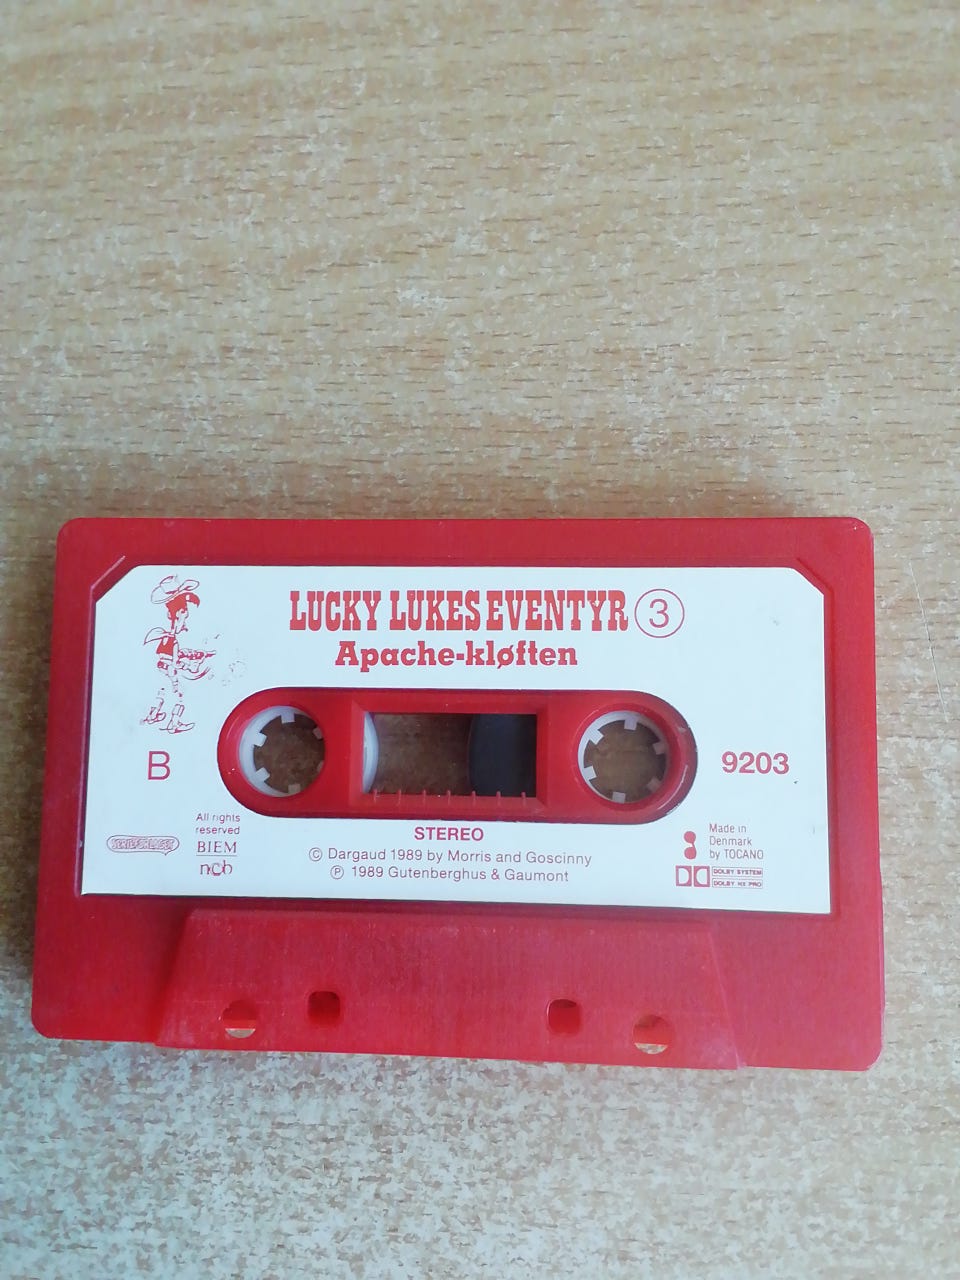 LUCKY LUKES EVENTYR 3
Apache-kløften
B
9203
All rights
reserved
BIEM
ncb
STEREO
© Dargaud 1989 by Morris and Goscinny
℗ 1989 Gutenberghus & Gaumont
Made in
Denmark
by TOCANO
DOLBY SYSTEM
DOLBY HX PRO